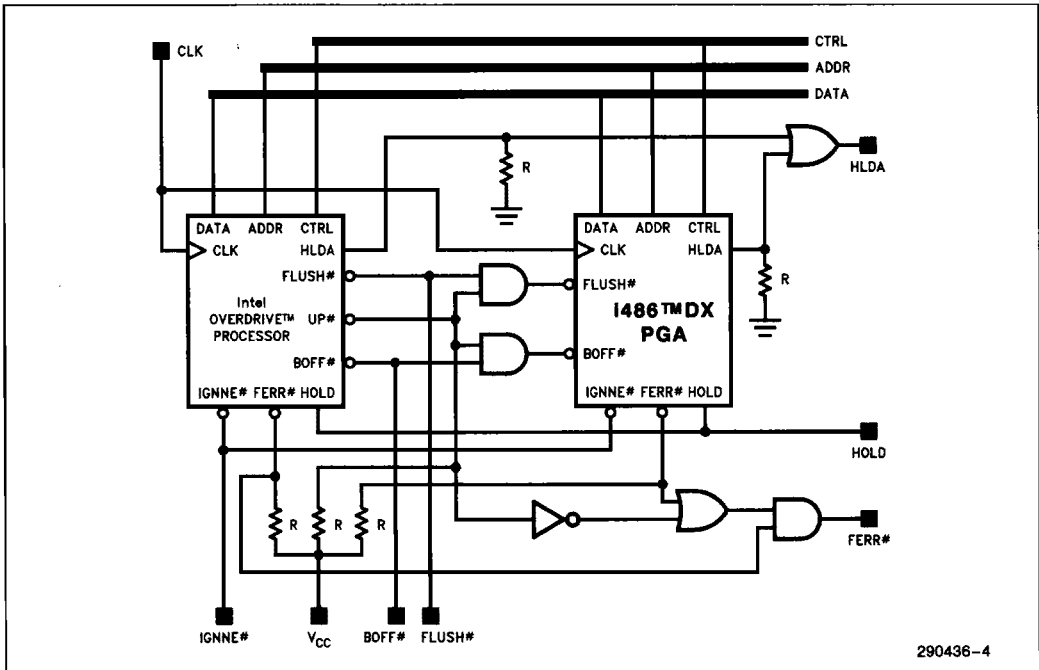 CLK
CTRL
ADDR
DATA
R
HLDA
DATA ADDR CTRL
CLK HLDA
FLUSH#
Intel
OVERDRIVE™
PROCESSOR
UP#
BOFF#
IGNNE# FERR# HOLD
DATA ADDR CTRL
CLK HLDA
FLUSH#
i486™DX
PGA
BOFF#
IGNNE# FERR# HOLD
R
HOLD
R R R
FERR#
IGNNE# VCC BOFF# FLUSH#
290436-4